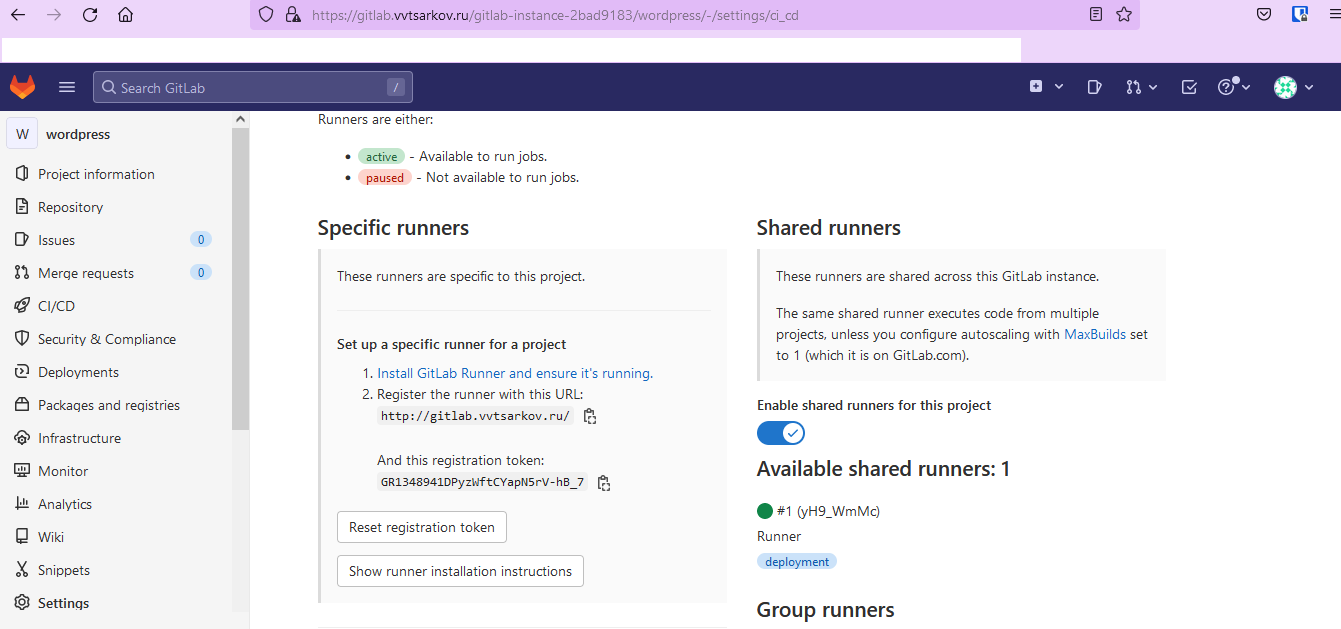 https://gitlab.vvtsarkov.ru/gitlab-instance-2bad9183/wordpress/-/settings/ci_cd
Search GitLab
/
W
wordpress
Project information
Repository
Issues
0
Merge requests
0
CI/CD
Security & Compliance
Deployments
Packages and registries
Infrastructure
Monitor
Analytics
Wiki
Snippets
Settings
Runners are either:
• active - Available to run jobs.
• paused - Not available to run jobs.
Specific runners
These runners are specific to this project.
Set up a specific runner for a project
1. Install GitLab Runner and ensure it's running.
2. Register the runner with this URL:
http://gitlab.vvtsarkov.ru/
And this registration token:
GR1348941DPyzWftCYapN5rV-hB_7
Reset registration token
Show runner installation instructions
Shared runners
These runners are shared across this GitLab instance.
The same shared runner executes code from multiple
projects, unless you configure autoscaling with MaxBuilds set
to 1 (which it is on GitLab.com).
Enable shared runners for this project
Available shared runners: 1
#1 (yH9_WmMc)
Runner
deployment
Group runners